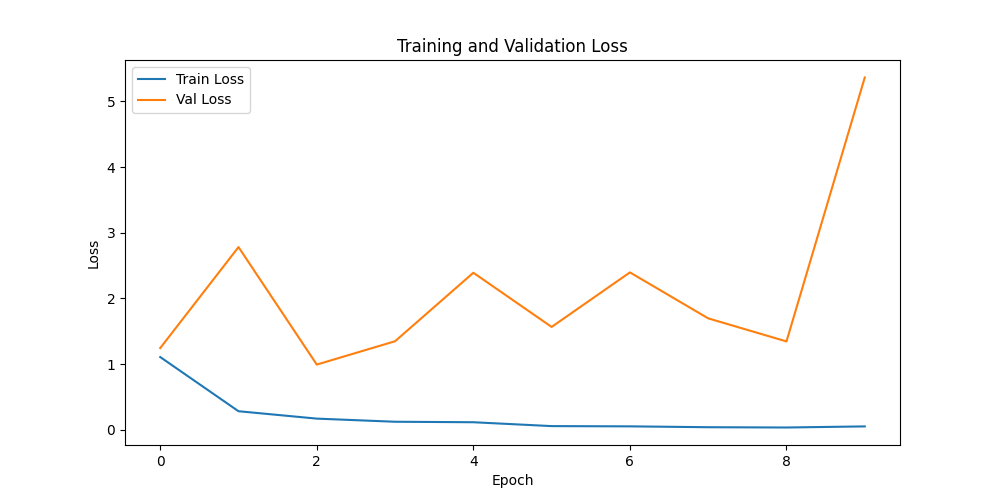 Training and Validation Loss
Train Loss
Val Loss
5
4
3
2
1
0
Loss
0 2 4 6 8
Epoch